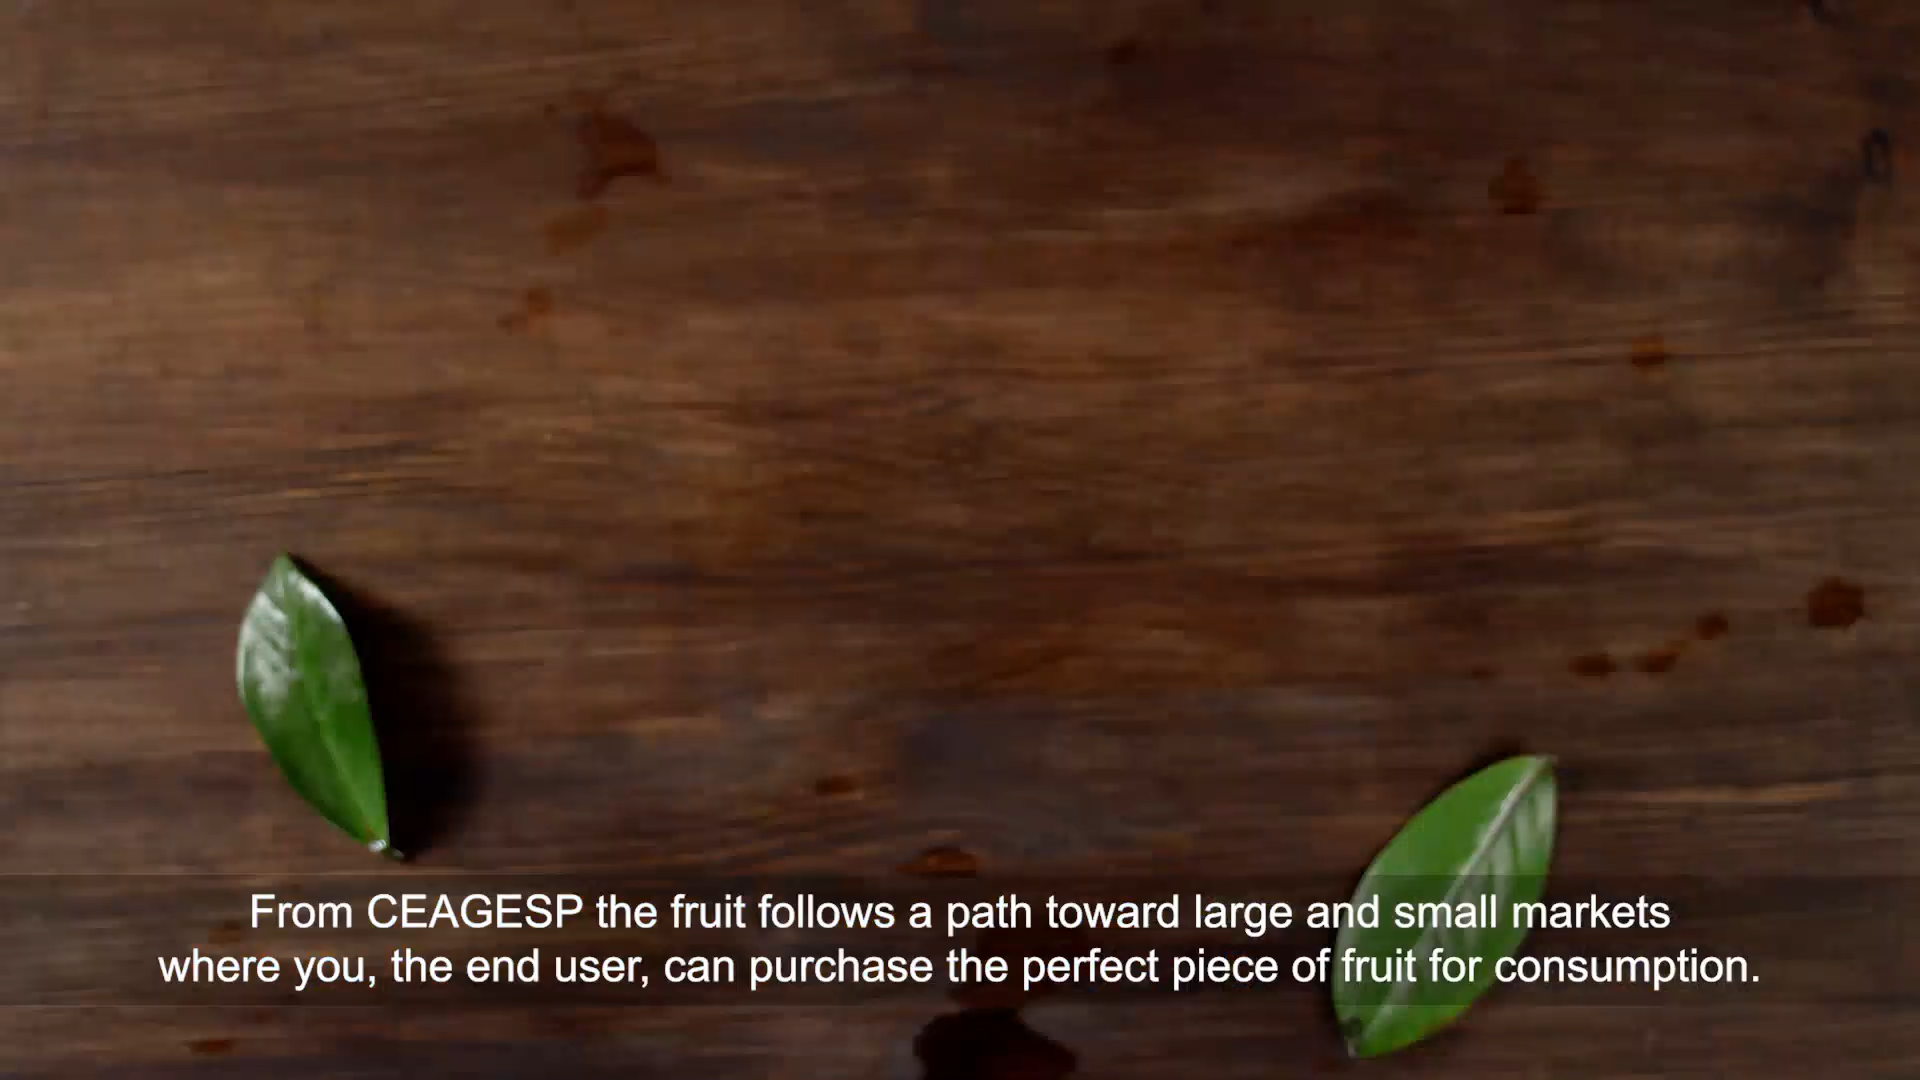 From CEAGESP the fruit follows a path toward large and small markets
where you, the end user, can purchase the perfect piece of fruit for consumption.